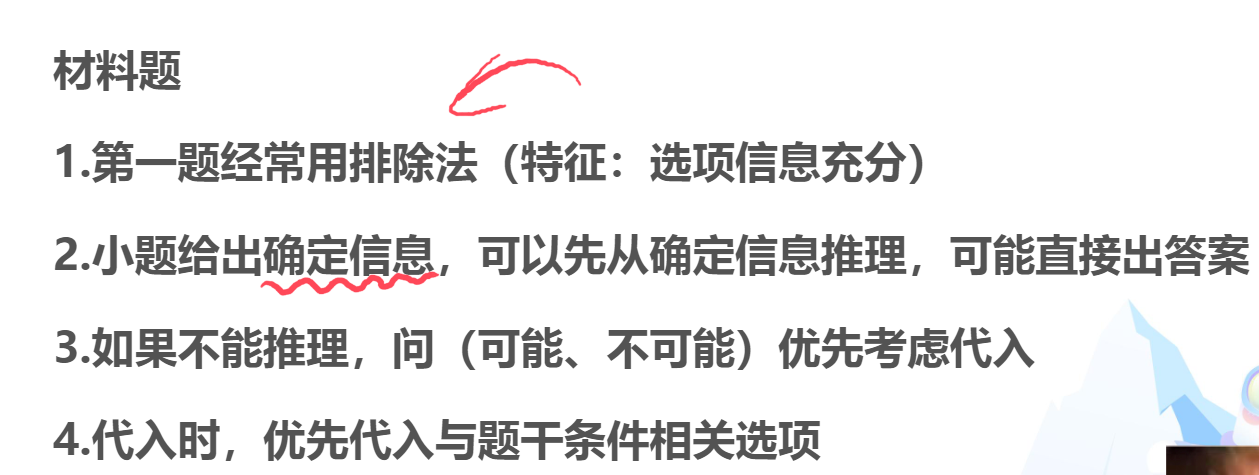 材料题
1.第一题经常用排除法（特征：选项信息充分）
2.小题给出确定信息，可以先从确定信息推理，可能直接出答案
3.如果不能推理，问（可能、不可能）优先考虑代入
4.代入时，优先代入与题干条件相关选项